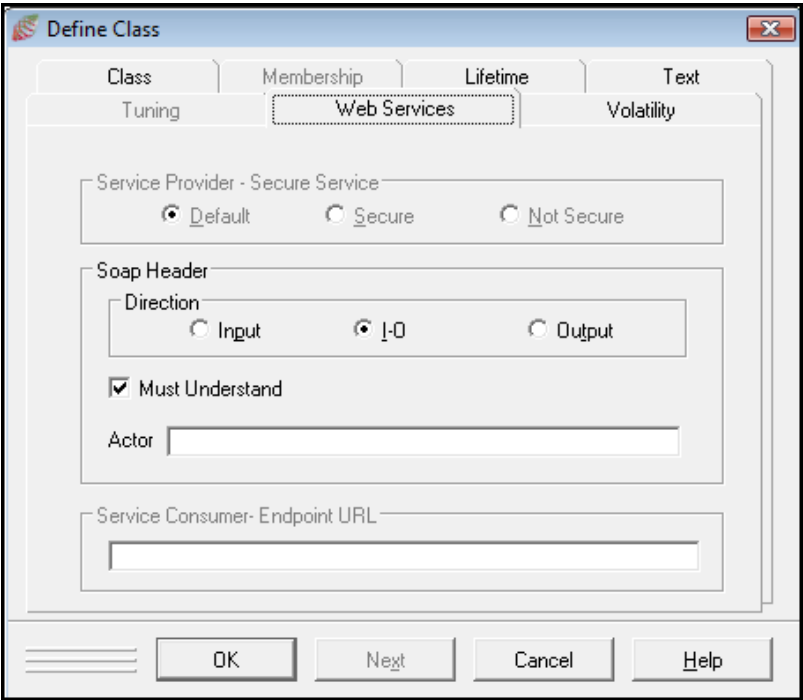 Define Class
Class Membership Lifetime Text
Tuning Web Services Volatility
Service Provider - Secure Service
Default Secure Not Secure
Soap Header
Direction
Input I-O Output
Must Understand
Actor
Service Consumer- Endpoint URL
OK Next Cancel Help